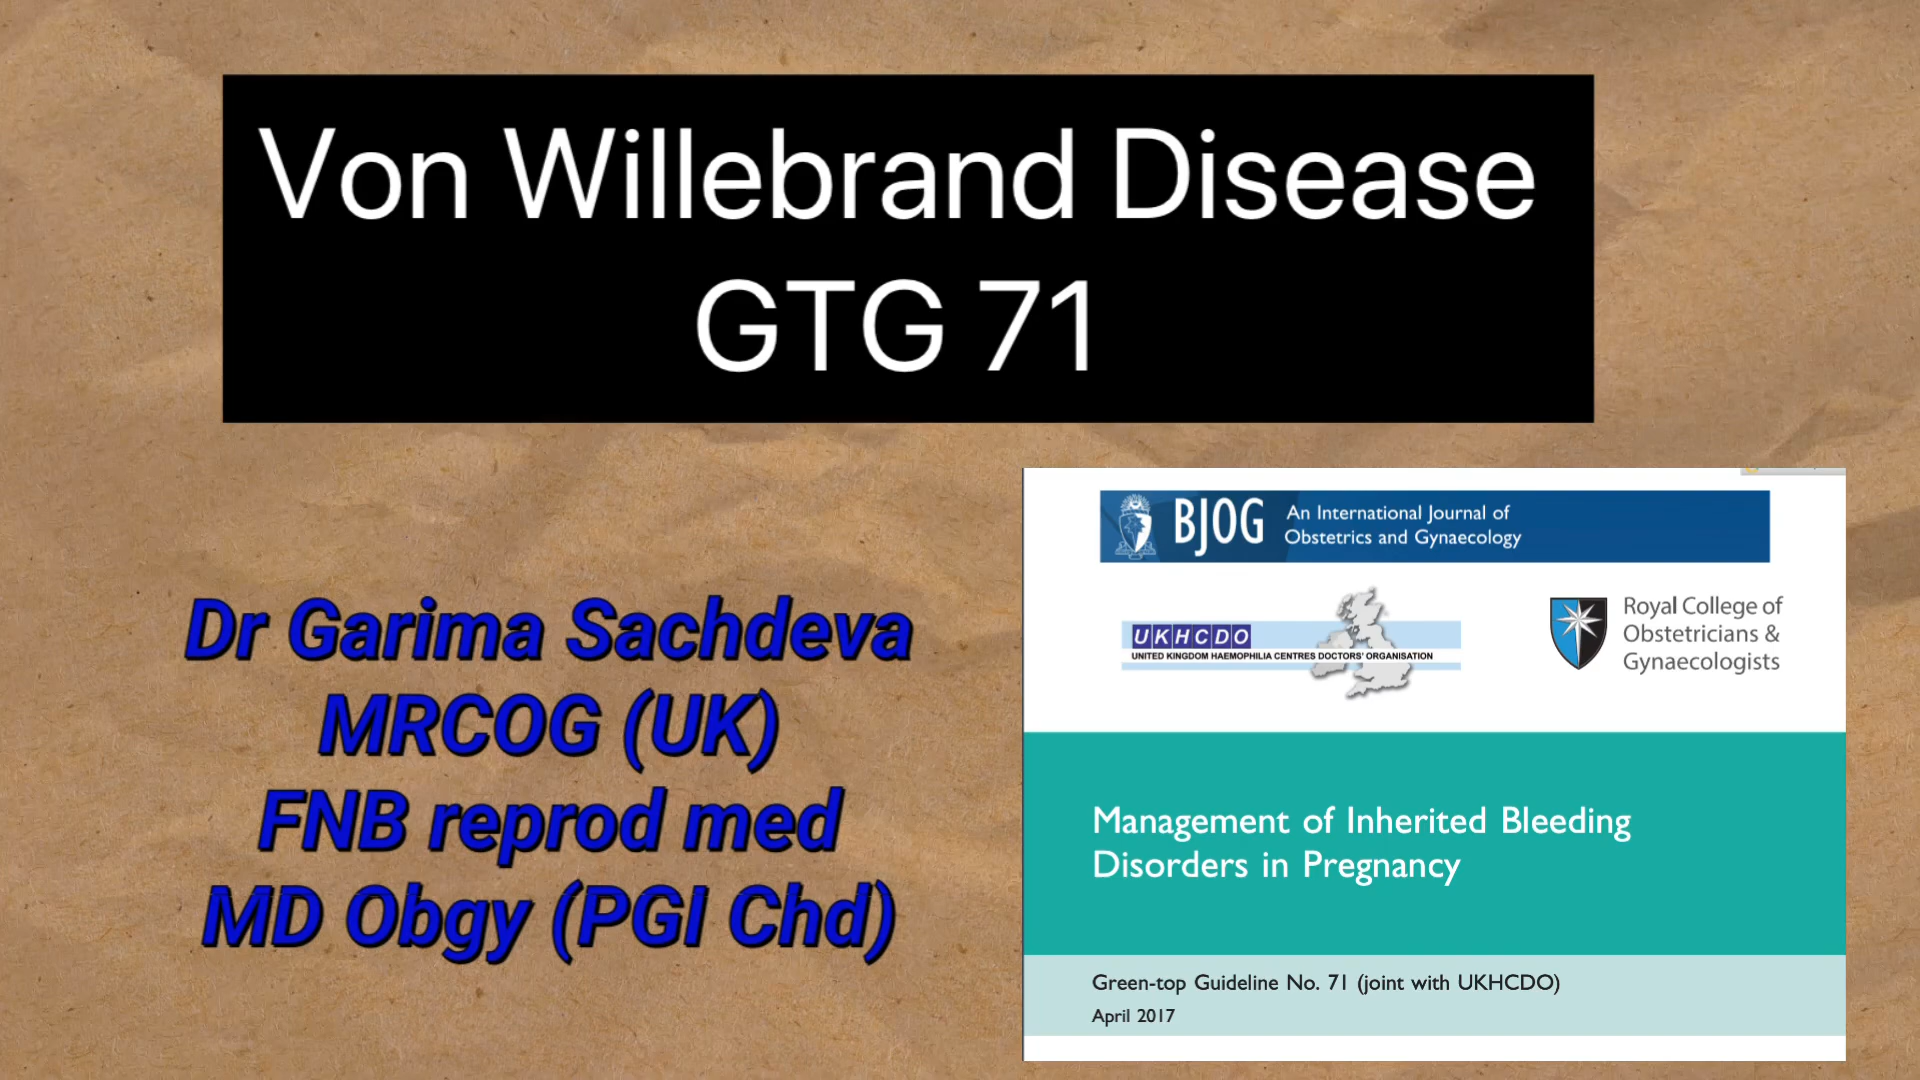 Von Willebrand Disease
GTG 71
Dr Garima Sachdeva
MRCOG (UK)
FNB reprod med
MD Obgy (PGI Chd)
BJOG
An International Journal of
Obstetrics and Gynaecology
UKHCDO
UNITED KINGDOM HAEMOPHILIA CENTRES DOCTORS' ORGANISATION
Royal College of
Obstetricians &
Gynaecologists
Management of Inherited Bleeding
Disorders in Pregnancy
Green-top Guideline No. 71 (joint with UKHCDO)
April 2017